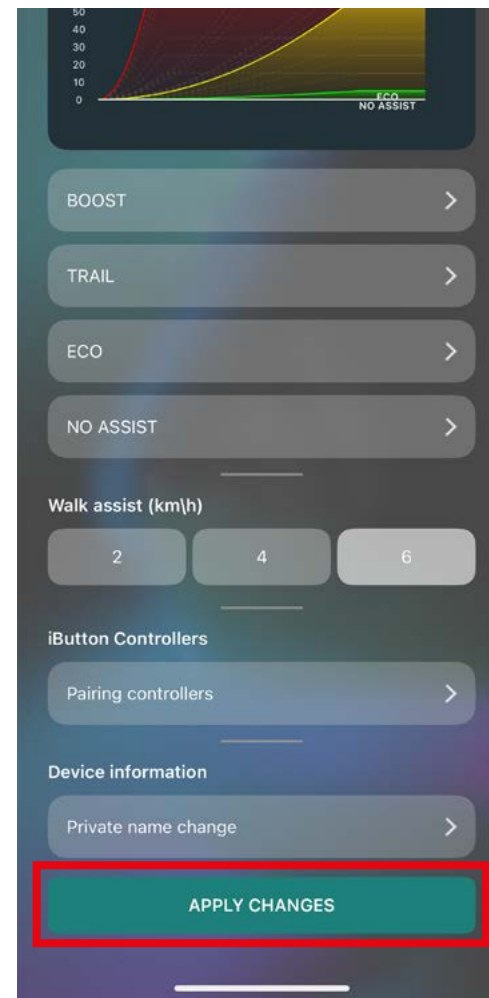 50
40
30
20
10
0
ECO
NO ASSIST
BOOST
TRAIL
ECO
NO ASSIST
Walk assist (km\h)
2 4 6
iButton Controllers
Pairing controllers
Device information
Private name change
APPLY CHANGES